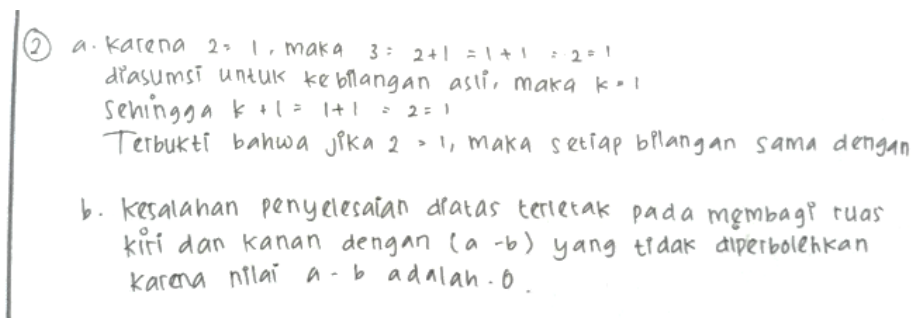 ② a. Karena 2 = 1, maka 3 = 2+1 = 1+1 = 2 = 1
diasumsi untuk k ebilangan asli, maka k = 1
Sehingga k + 1 = 1+1 = 2 = 1
Terbukti bahwa jika 2 = 1, maka setiap bilangan sama dengan
b. Kesalahan penyelesaian diatas terletak pada membagi ruas
kiri dan kanan dengan (a - b) yang tidak diperbolehkan
karena nilai a - b adalah 0.